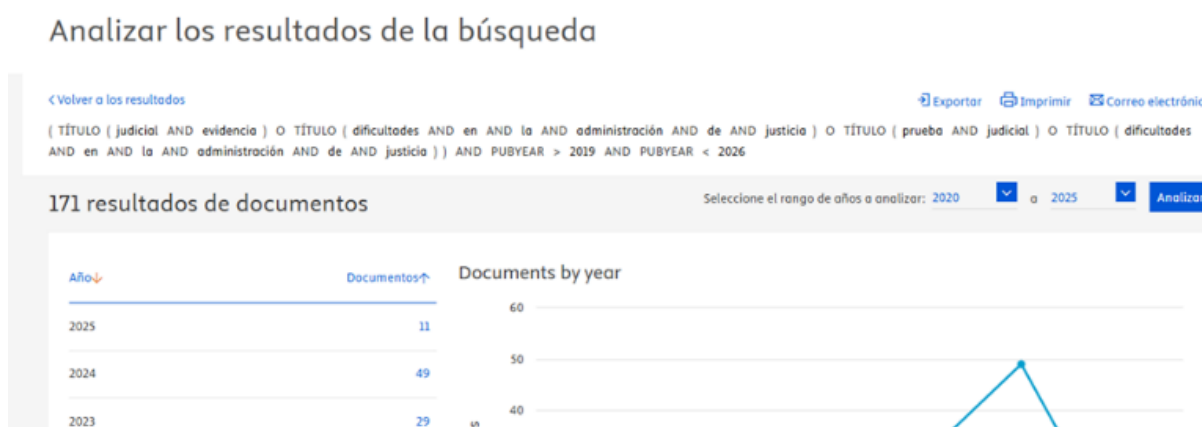 Analizar los resultados de la búsqueda
Volver a los resultados
Exportar Imprimir Correo electrónic
( TÍTULO ( judicial AND evidencia ) O TÍTULO ( dificultades AND en AND la AND administración AND de AND justicia ) O TÍTULO ( prueba AND judicial ) O TÍTULO ( dificultades
AND en AND la AND administración AND de AND justicia ) ) AND PUBYEAR > 2019 AND PUBYEAR < 2026
171 resultados de documentos
Seleccione el rango de años a analizar: 2020 a 2025 Analizar
Año Documentos
Documents by year
2025 11
2024 49
2023 29
60
50
40